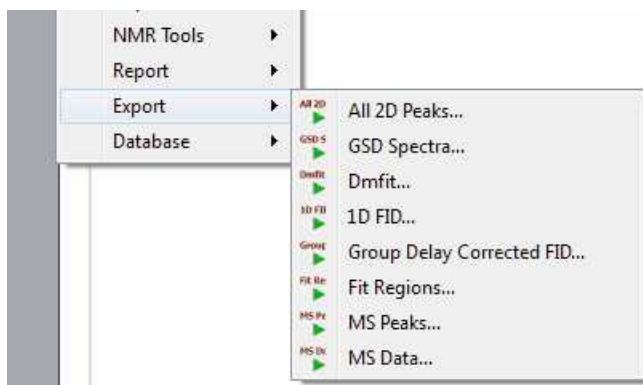 NMR Tools
Report
Export
Database
All 2D
All 2D Peaks...
GSD S
GSD Spectra...
Dmfit
Dmfit...
1D FID
1D FID...
Group
Group Delay Corrected FID...
Fit Re
Fit Regions...
MS Pe
MS Peaks...
MS Da
MS Data...